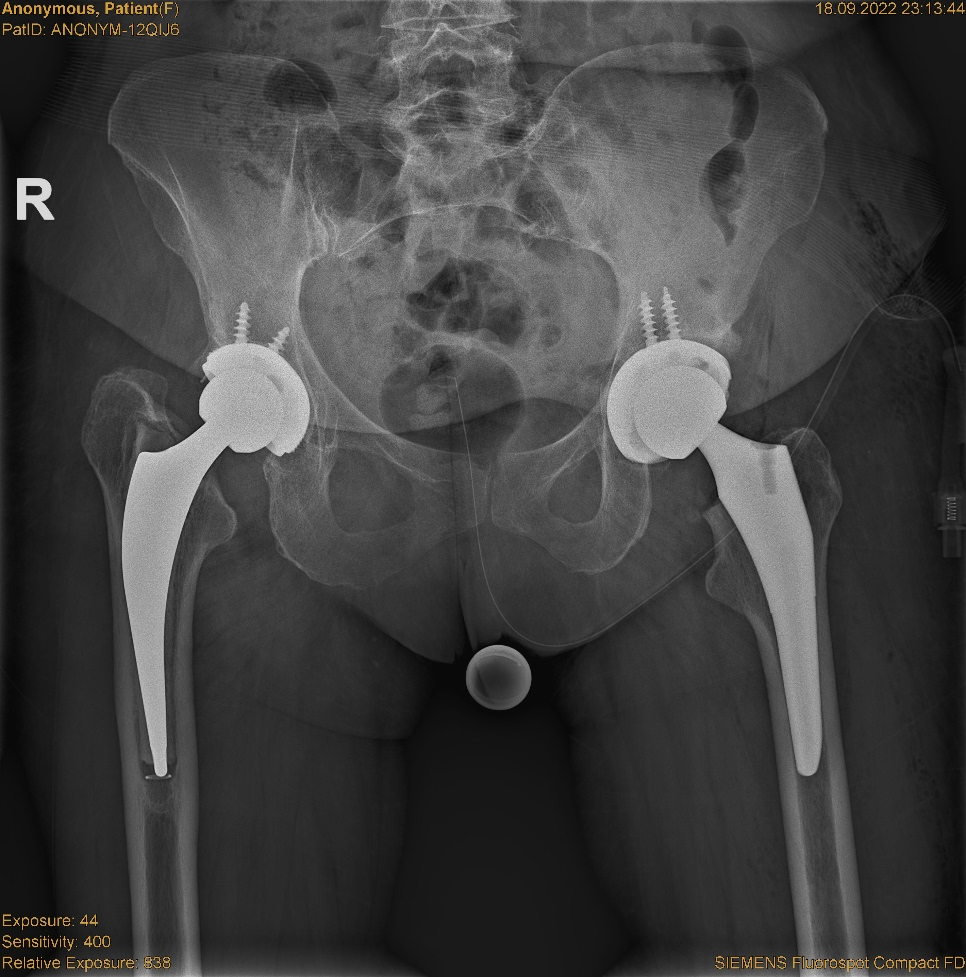 Anonymous, Patient(F)
18.09.2022 23:13:44
PatID: ANONYM-12QIJ6
R
Exposure: 44
Sensitivity: 400
Relative Exposure: 838
SIEMENS Fluorospot Compact FD